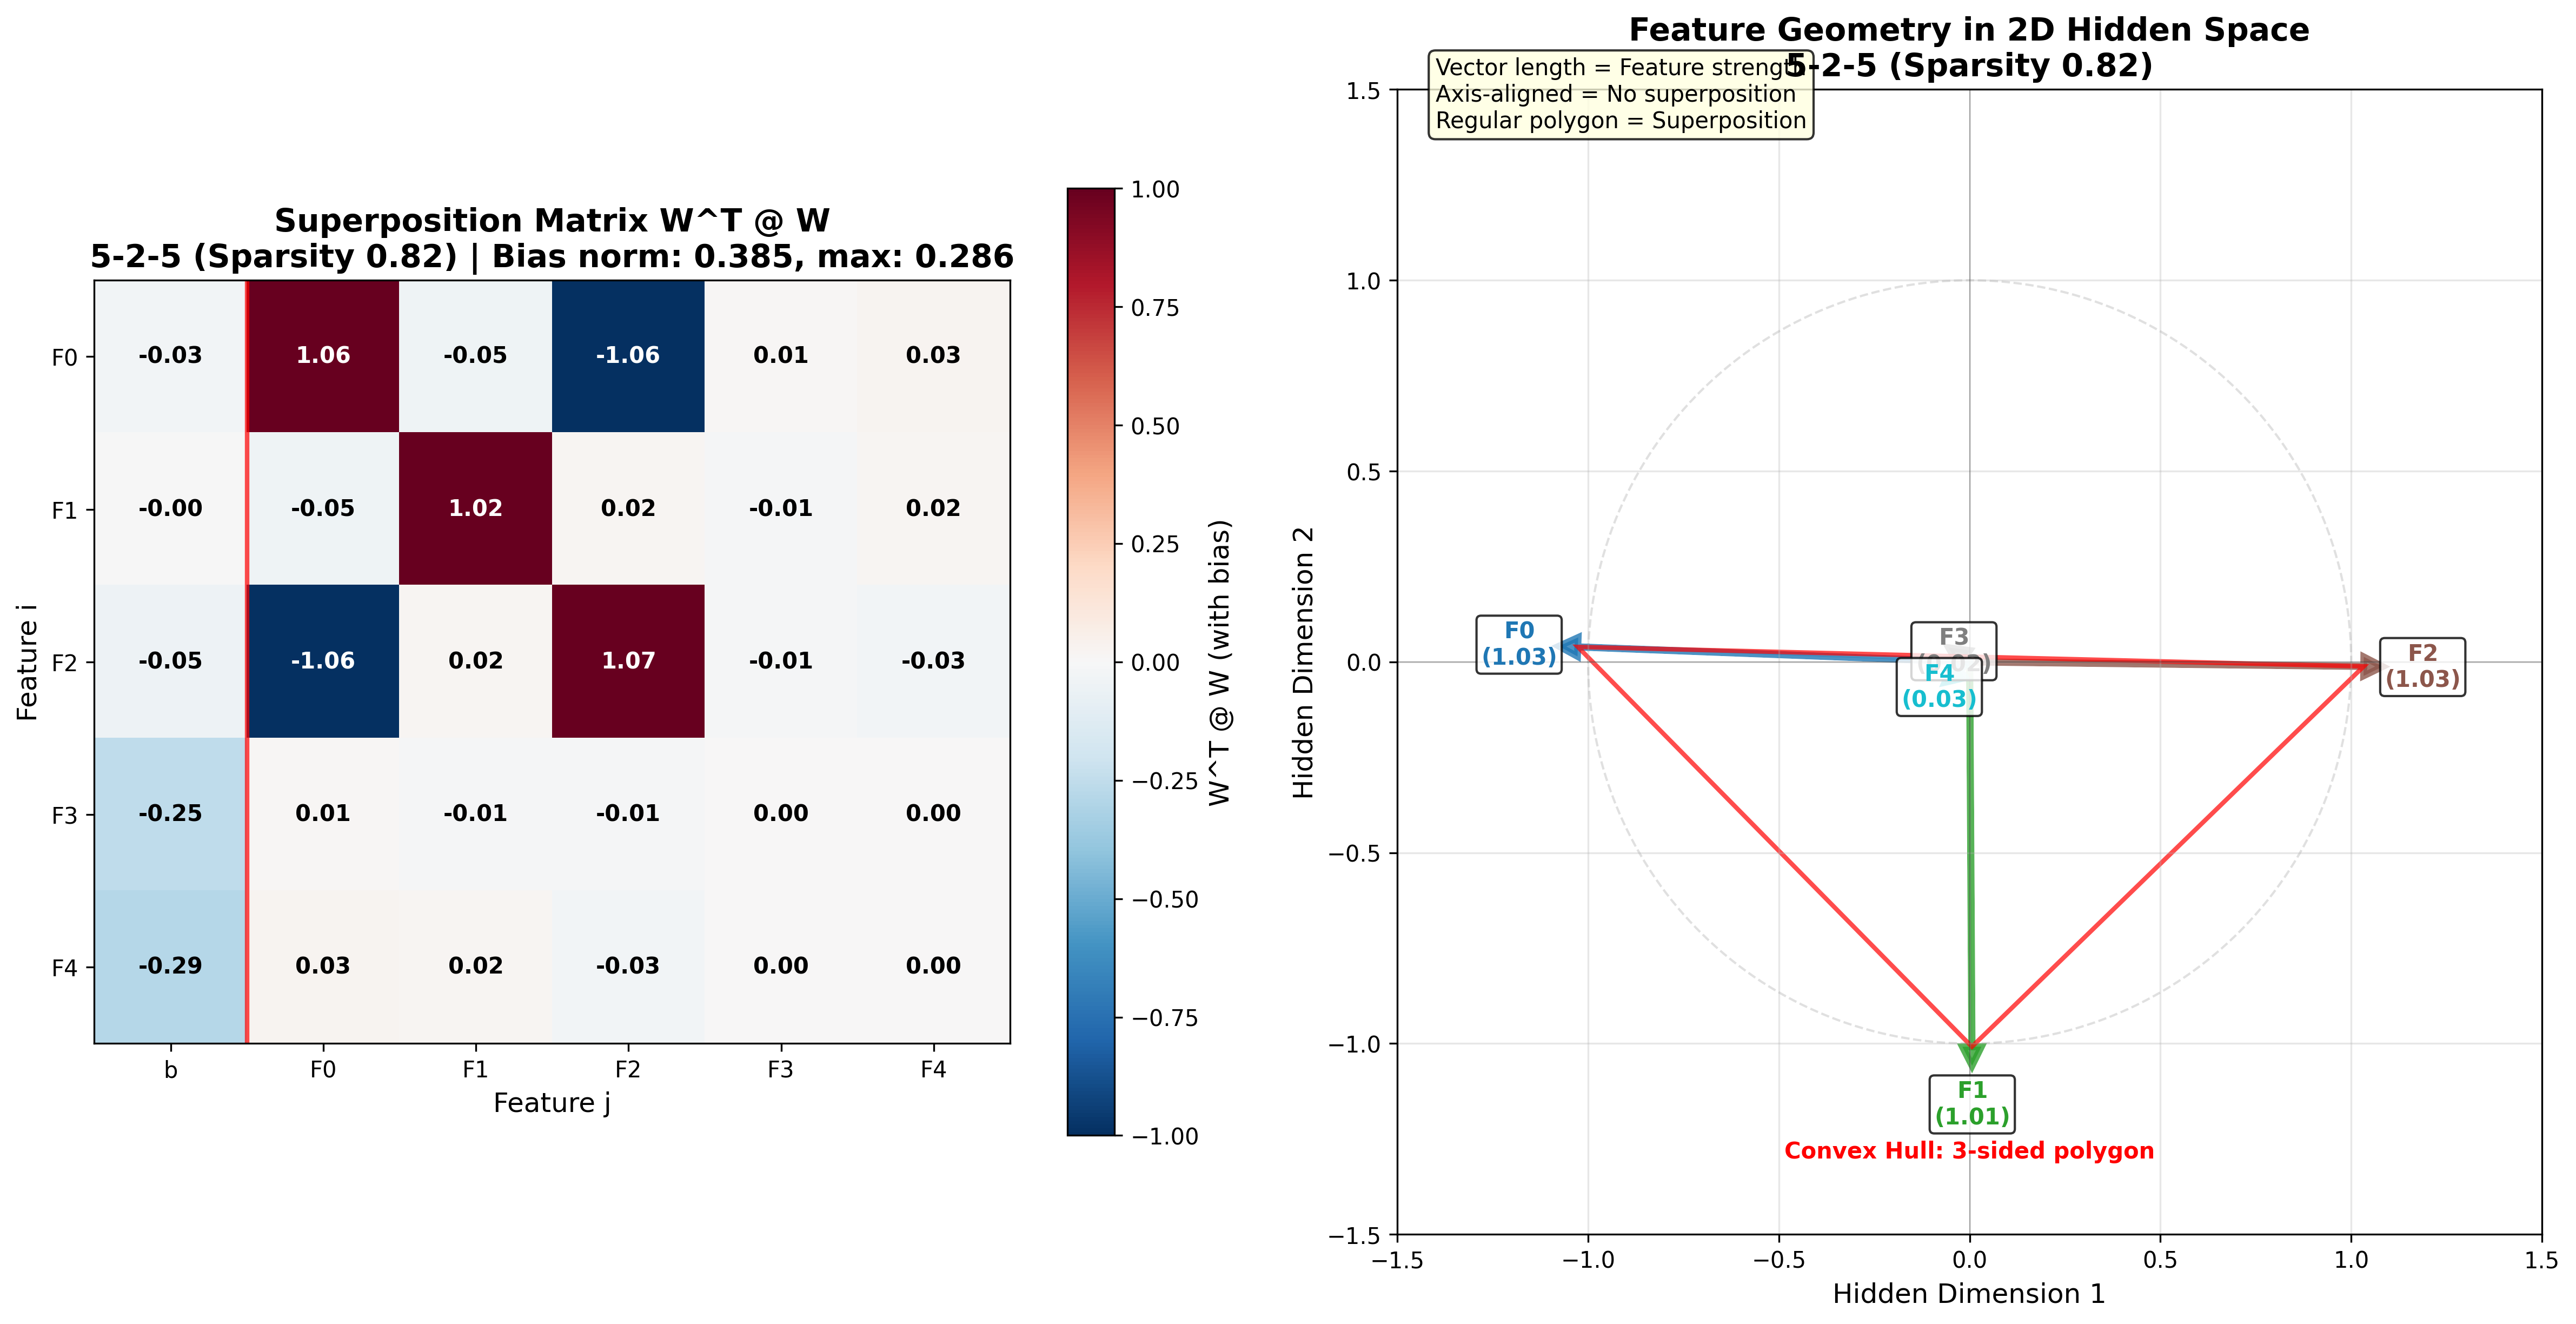 Superposition Matrix W^T @ W
5-2-5 (Sparsity 0.82) | Bias norm: 0.385, max: 0.286
Feature i
F0
F1
F2
F3
F4
-0.03 1.06 -0.05 -1.06 0.01 0.03
-0.00 -0.05 1.02 0.02 -0.01 0.02
-0.05 -1.06 0.02 1.07 -0.01 -0.03
-0.25 0.01 -0.01 -0.01 0.00 0.00
-0.29 0.03 0.02 -0.03 0.00 0.00
b F0 F1 F2 F3 F4
Feature j
1.00
0.75
0.50
0.25
0.00
−0.25
−0.50
−0.75
−1.00
W^T @ W (with bias)
Feature Geometry in 2D Hidden Space
5-2-5 (Sparsity 0.82)
Vector length = Feature strength
Axis-aligned = No superposition
Regular polygon = Superposition
Hidden Dimension 2
1.5
1.0
0.5
0.0
−0.5
−1.0
−1.5
F0
(1.03)
F3
F4
(0.03)
F2
(1.03)
F1
(1.01)
Convex Hull: 3-sided polygon
−1.5 −1.0 −0.5 0.0 0.5 1.0 1.5
Hidden Dimension 1